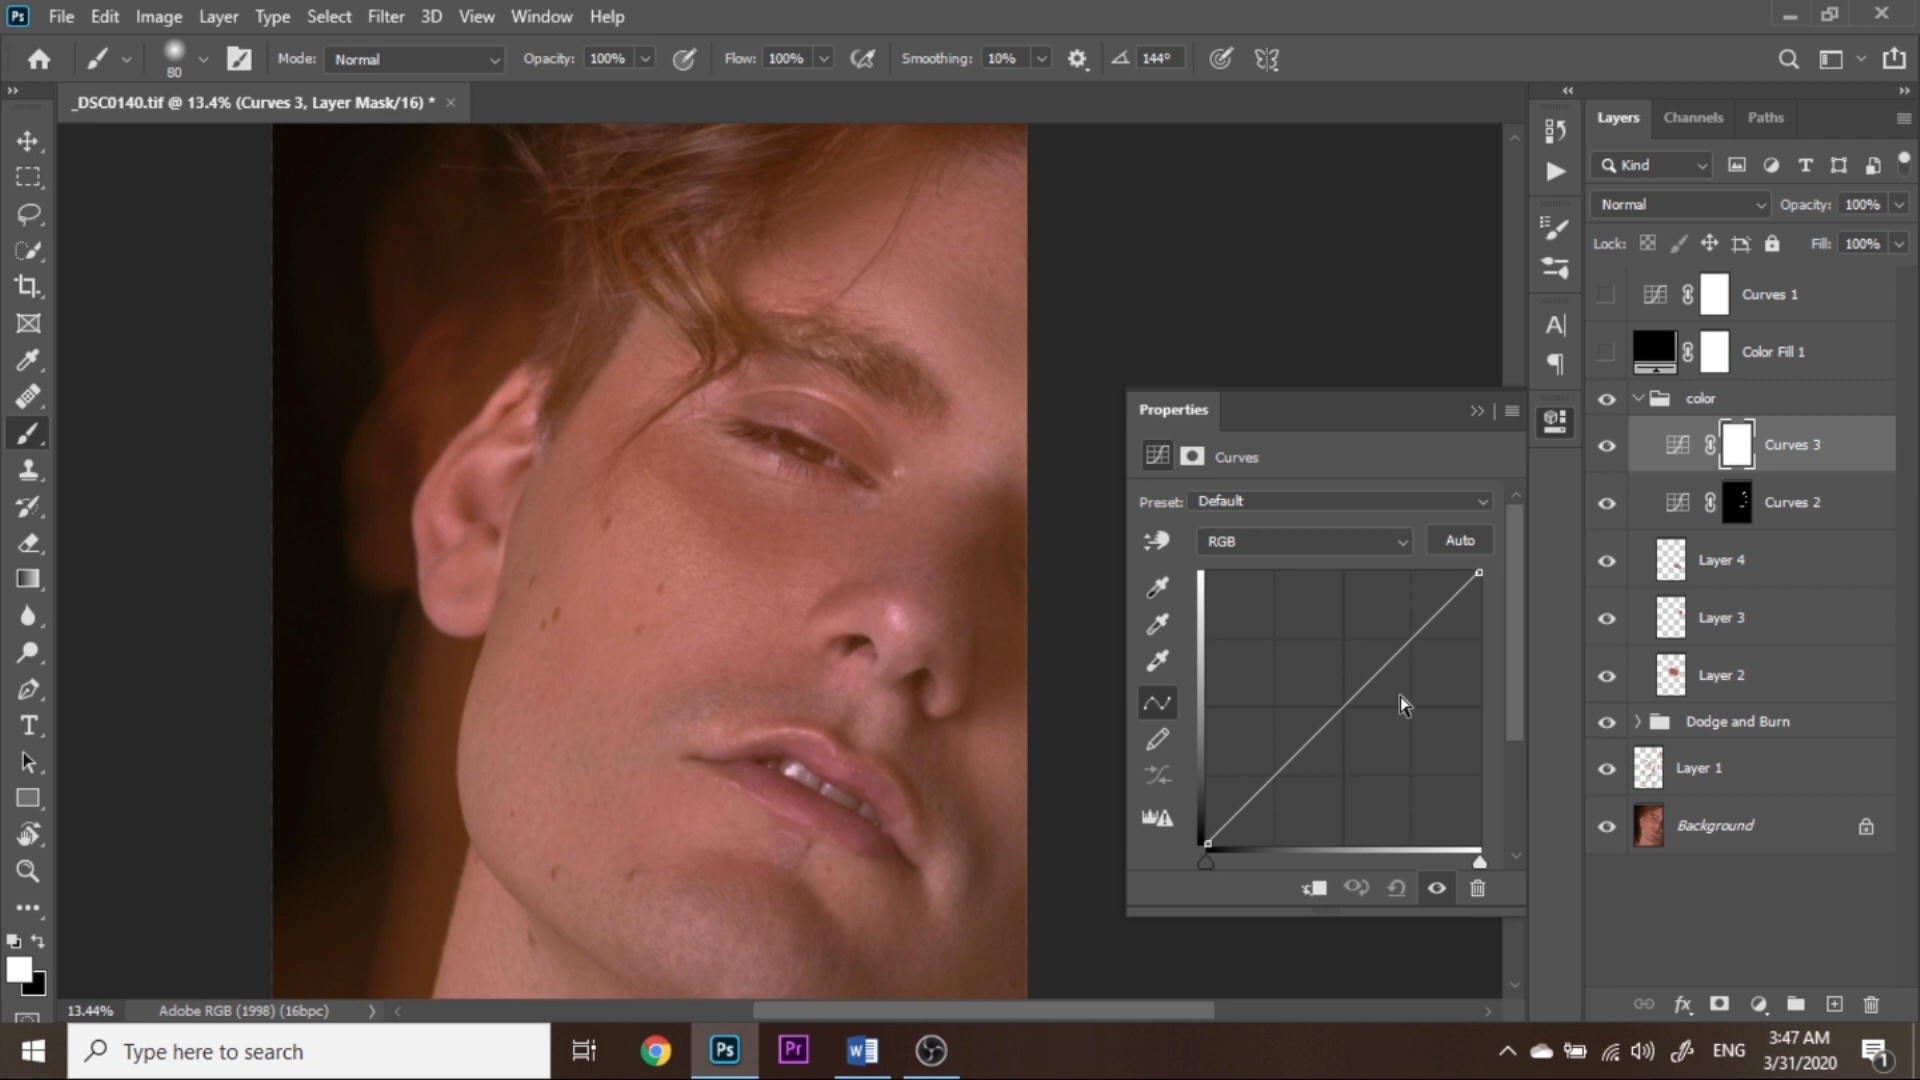 Ps File Edit Image Layer Type Select Filter 3D View Window Help
80 Mode: Normal Opacity: 100% Flow: 100% Smoothing: 10% 144°
_DSC0140.tif @ 13.4% (Curves 3, Layer Mask/16) * ×
Layers Channels Paths
Kind
Normal Opacity: 100%
Lock: Fill: 100%
Curves 1
Color Fill 1
color
Curves 3
Curves 2
Layer 4
Layer 3
Layer 2
Dodge and Burn
Layer 1
Background
Properties
Curves
Preset: Default
RGB Auto
13.44% Adobe RGB (1998) (16bpc)
Type here to search
Ps Pr W
ENG
3:47 AM
3/31/2020
1